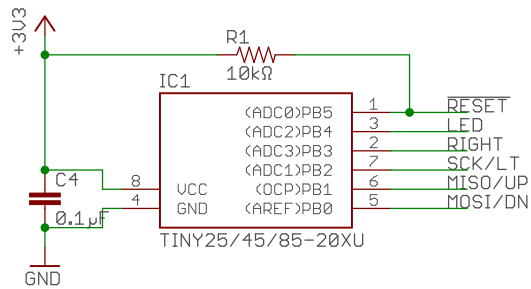 +3V3
R1
10kΩ
IC1
(ADC0)PB5 1 RESET
(ADC2)PB4 3 LED
(ADC3)PB3 2 RIGHT
(ADC1)PB2 7 SCK/LT
8 VCC (OCP)PB1 6 MISO/UP
4 GND (AREF)PB0 5 MOSI/DN
C4
0.1µF
TINY25/45/85-20XU
GND